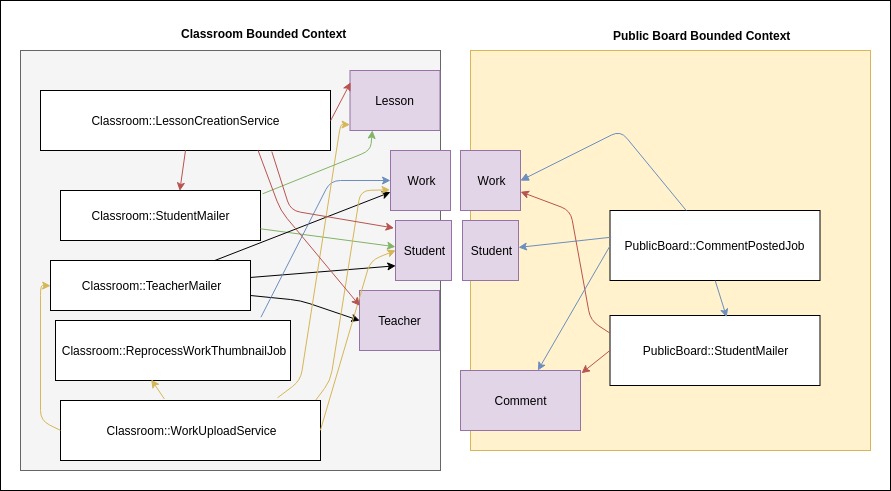 Classroom Bounded Context
Public Board Bounded Context
Lesson
Classroom::LessonCreationService
Work
Work
Classroom::StudentMailer
Student
Student
PublicBoard::CommentPostedJob
Classroom::TeacherMailer
Teacher
Classroom::ReprocessWorkThumbnailJob
PublicBoard::StudentMailer
Comment
Classroom::WorkUploadService